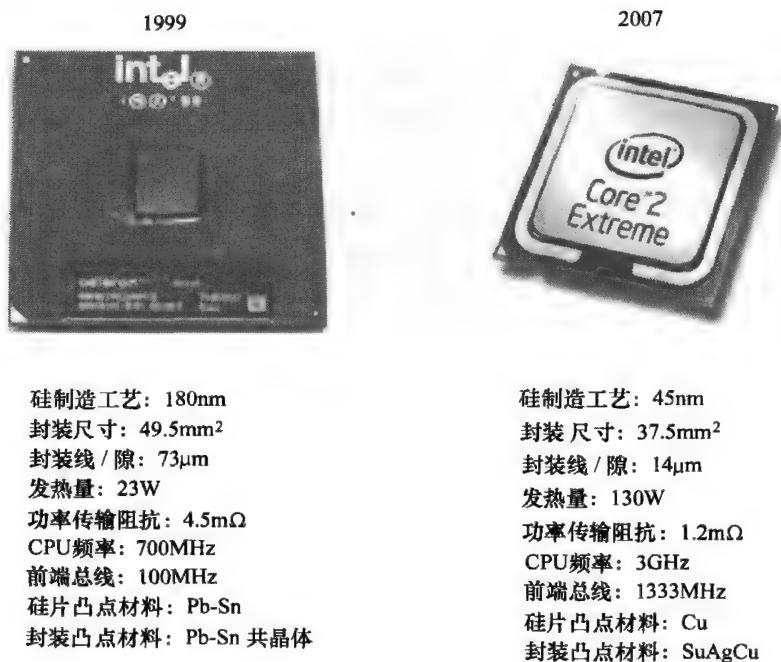 1999
intel®
2007
intel
Core™2
Extreme
硅制造工艺：180nm
封装尺寸：49.5mm²
封装线 / 隙：73μm
发热量：23W
功率传输阻抗：4.5mΩ
CPU频率：700MHz
前端总线：100MHz
硅片凸点材料：Pb-Sn
封装凸点材料：Pb-Sn 共晶体
硅制造工艺：45nm
封装 尺寸：37.5mm²
封装线 / 隙：14μm
发热量：130W
功率传输阻抗：1.2mΩ
CPU频率：3GHz
前端总线：1333MHz
硅片凸点材料：Cu
封装凸点材料：SuAgCu